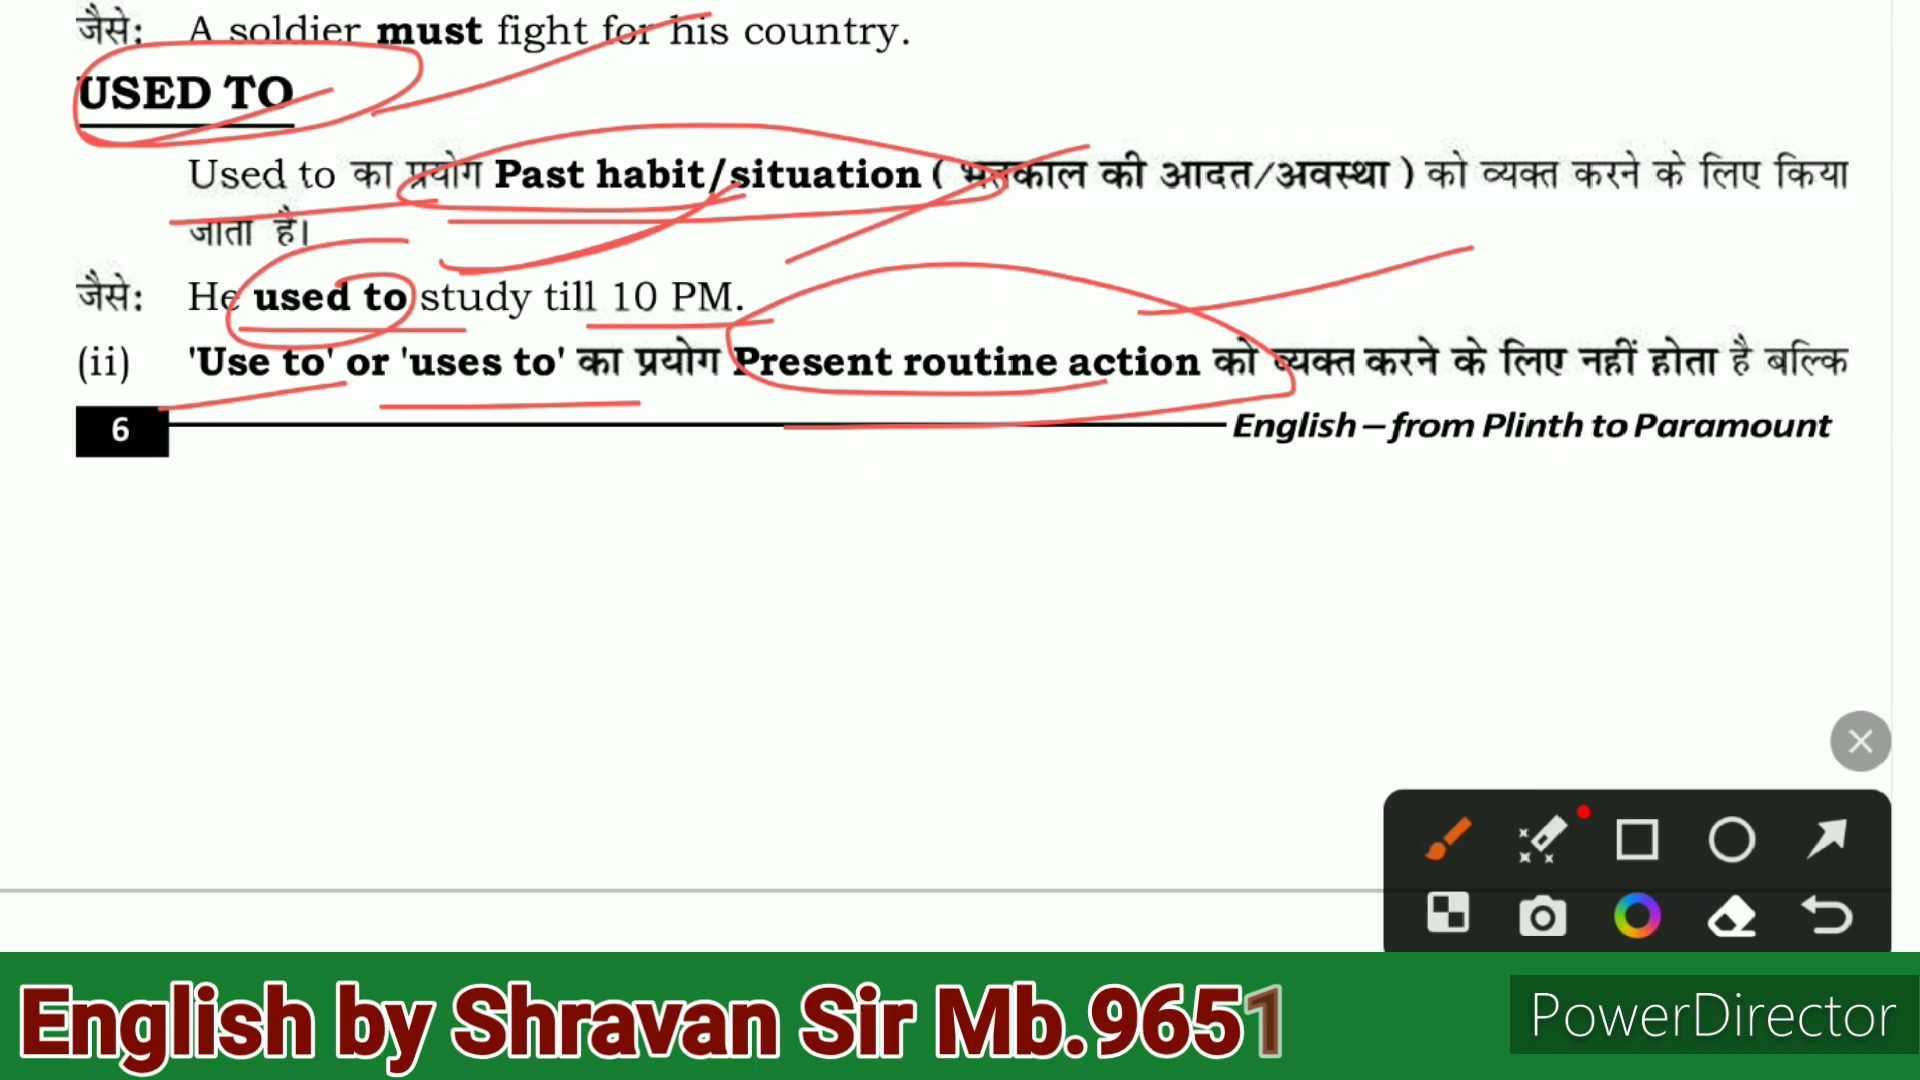 जैसे: A soldier must fight for his country.
USED TO
Used to का प्रयोग Past habit/situation ( भूतकाल की आदत/अवस्था ) को व्यक्त करने के लिए किया
जाता है।
जैसे: He used to study till 10 PM.
(ii) 'Use to' or 'uses to' का प्रयोग Present routine action को व्यक्त करने के लिए नहीं होता है बल्कि
6 English – from Plinth to Paramount
English by Shravan Sir Mb.9651
PowerDirector